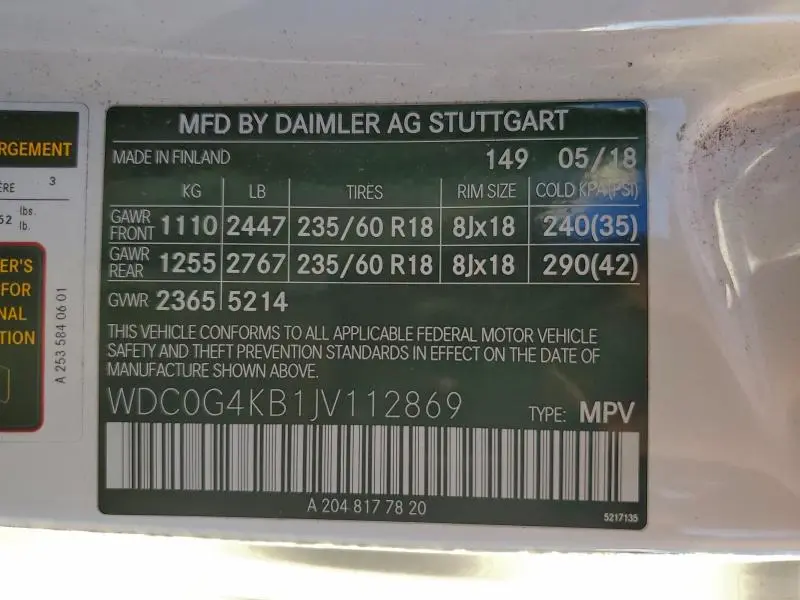 RGEMENT
ÈRE 3
52 lbs.
lb.
ER'S
FOR
NAL
TION
A 253 584 06 01
MFD BY DAIMLER AG STUTTGART
MADE IN FINLAND 149 05/18
KG LB TIRES RIM SIZE COLD KPA(PSI)
GAWR FRONT 1110 2447 235/60 R18 8Jx18 240(35)
GAWR REAR 1255 2767 235/60 R18 8Jx18 290(42)
GVWR 2365 5214
THIS VEHICLE CONFORMS TO ALL APPLICABLE FEDERAL MOTOR VEHICLE
SAFETY AND THEFT PREVENTION STANDARDS IN EFFECT ON THE DATE OF
MANUFACTURE SHOWN ABOVE.
WDC0G4KB1JV112869 TYPE: MPV
A 204 817 78 20
5217135